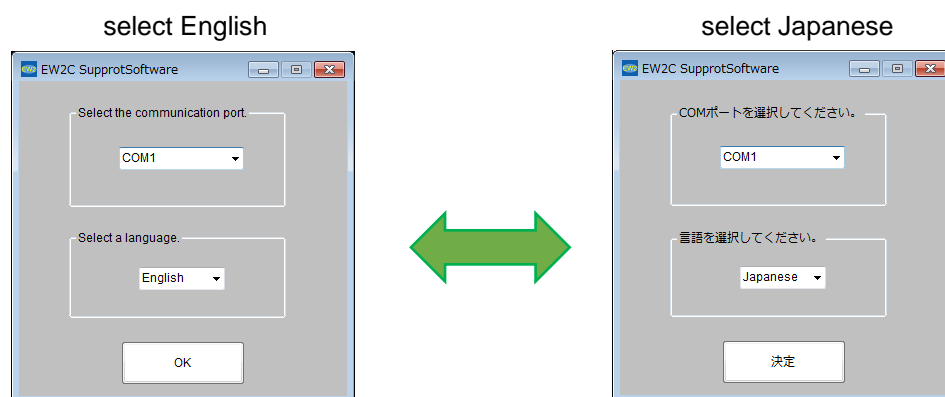 select English
EW2C SupprotSoftware
Select the communication port.
COM1
Select a language.
English
OK
select Japanese
EW2C SupprotSoftware
COMポートを選択してください。
COM1
言語を選択してください。
Japanese
決定